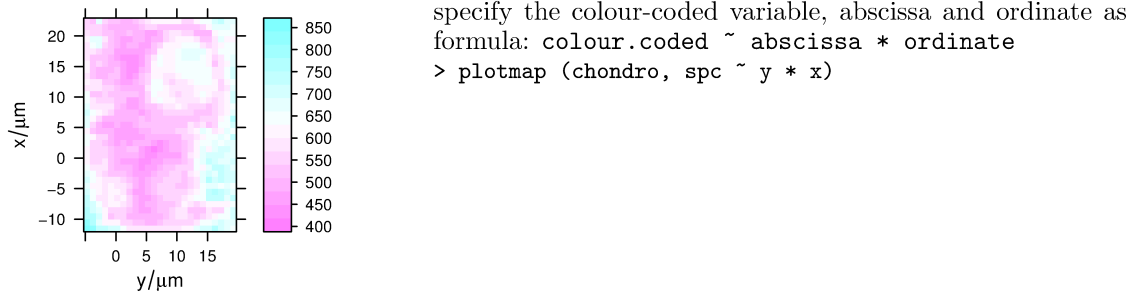 20
15
10
5
0
−5
−10
x/µm
0 5 10 15
y/µm
850
800
750
700
650
600
550
500
450
400
specify the colour-coded variable, abscissa and ordinate as
formula: colour.coded ~ abscissa * ordinate
> plotmap (chondro, spc ~ y * x)